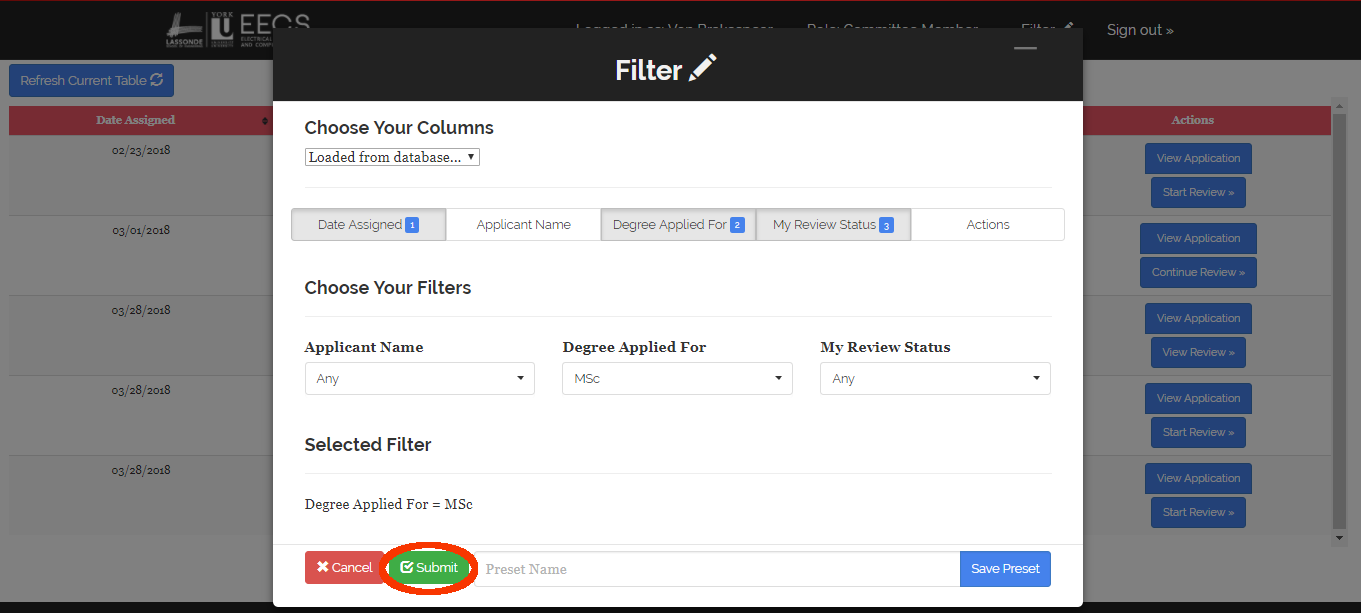 YORK
U
EECS
LASSONDE
ELECTRICAL
AND COMP
Logged in as: Von Brakespear
Role: Committee Member
Filter
Sign out »
Filter
Refresh Current Table
Date Assigned
Actions
02/23/2018
View Application
Start Review »
03/01/2018
View Application
Continue Review »
03/28/2018
View Application
View Review »
03/28/2018
View Application
Start Review »
03/28/2018
View Application
Start Review »
Choose Your Columns
Loaded from database...
Date Assigned 1
Applicant Name
Degree Applied For 2
My Review Status 3
Actions
Choose Your Filters
Applicant Name
Degree Applied For
My Review Status
Any
MSc
Any
Selected Filter
Degree Applied For = MSc
Cancel
Submit
Preset Name
Save Preset